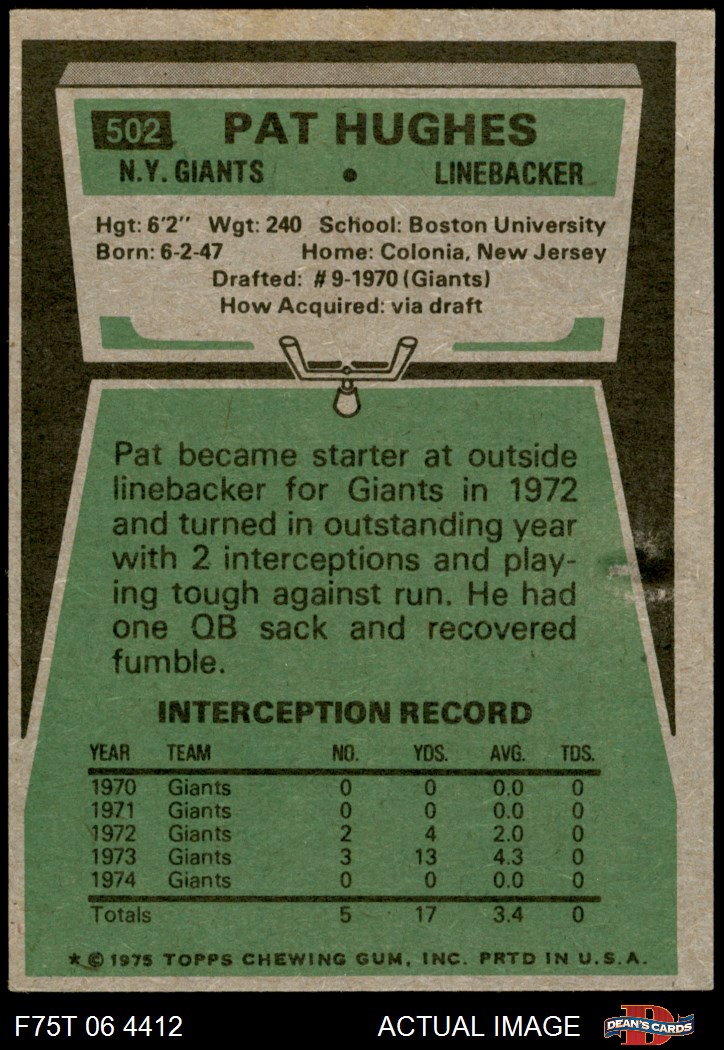 502 PAT HUGHES
N.Y. GIANTS • LINEBACKER
Hgt: 6'2" Wgt: 240 School: Boston University
Born: 6-2-47 Home: Colonia, New Jersey
Drafted: #9-1970 (Giants)
How Acquired: via draft
Pat became starter at outside
linebacker for Giants in 1972
and turned in outstanding year
with 2 interceptions and play-
ing tough against run. He had
one QB sack and recovered
fumble.
INTERCEPTION RECORD
YEAR TEAM NO. YDS. AVG. TDS.
1970 Giants 0 0 0.0 0
1971 Giants 0 0 0.0 0
1972 Giants 2 4 2.0 0
1973 Giants 3 13 4.3 0
1974 Giants 0 0 0.0 0
Totals 5 17 3.4 0
* © 1975 TOPPS CHEWING GUM, INC. PRTD IN U.S.A.
F75T 06 4412 ACTUAL IMAGE D DEAN'S CARDS